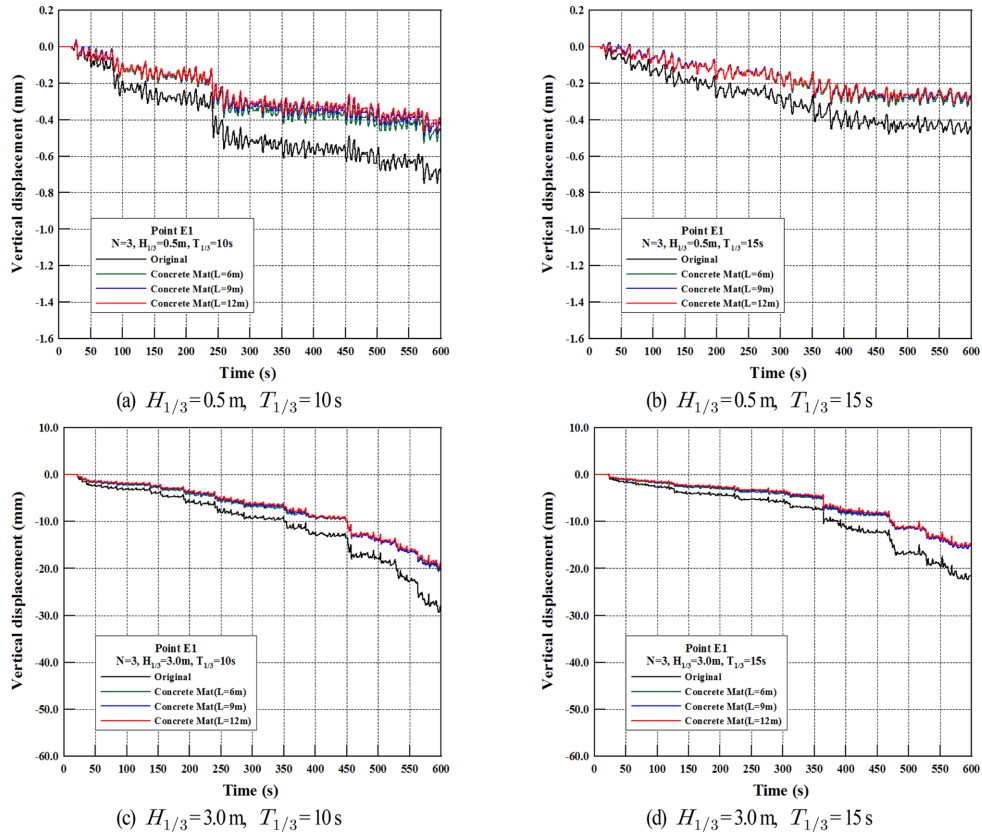 0.2
0.0
-0.2
-0.4
-0.6
-0.8
-1.0
-1.2
-1.4
-1.6
Vertical displacement (mm)
Point E1
N=3, H1/3=0.5m, T1/3=10s
Original
Concrete Mat(L=6m)
Concrete Mat(L=9m)
Concrete Mat(L=12m)
0 50 100 150 200 250 300 350 400 450 500 550 600
Time (s)
(a) H1/3=0.5 m, T1/3=10 s
0.2
0.0
-0.2
-0.4
-0.6
-0.8
-1.0
-1.2
-1.4
-1.6
Vertical displacement (mm)
Point E1
N=3, H1/3=0.5m, T1/3=15s
Original
Concrete Mat(L=6m)
Concrete Mat(L=9m)
Concrete Mat(L=12m)
0 50 100 150 200 250 300 350 400 450 500 550 600
Time (s)
(b) H1/3=0.5 m, T1/3=15 s
10.0
0.0
-10.0
-20.0
-30.0
-40.0
-50.0
-60.0
Vertical displacement (mm)
Point E1
N=3, H1/3=3.0m, T1/3=10s
Original
Concrete Mat(L=6m)
Concrete Mat(L=9m)
Concrete Mat(L=12m)
0 50 100 150 200 250 300 350 400 450 500 550 600
Time (s)
(c) H1/3=3.0 m, T1/3=10 s
10.0
0.0
-10.0
-20.0
-30.0
-40.0
-50.0
-60.0
Vertical displacement (mm)
Point E1
N=3, H1/3=3.0m, T1/3=15s
Original
Concrete Mat(L=6m)
Concrete Mat(L=9m)
Concrete Mat(L=12m)
0 50 100 150 200 250 300 350 400 450 500 550 600
Time (s)
(d) H1/3=3.0 m, T1/3=15 s